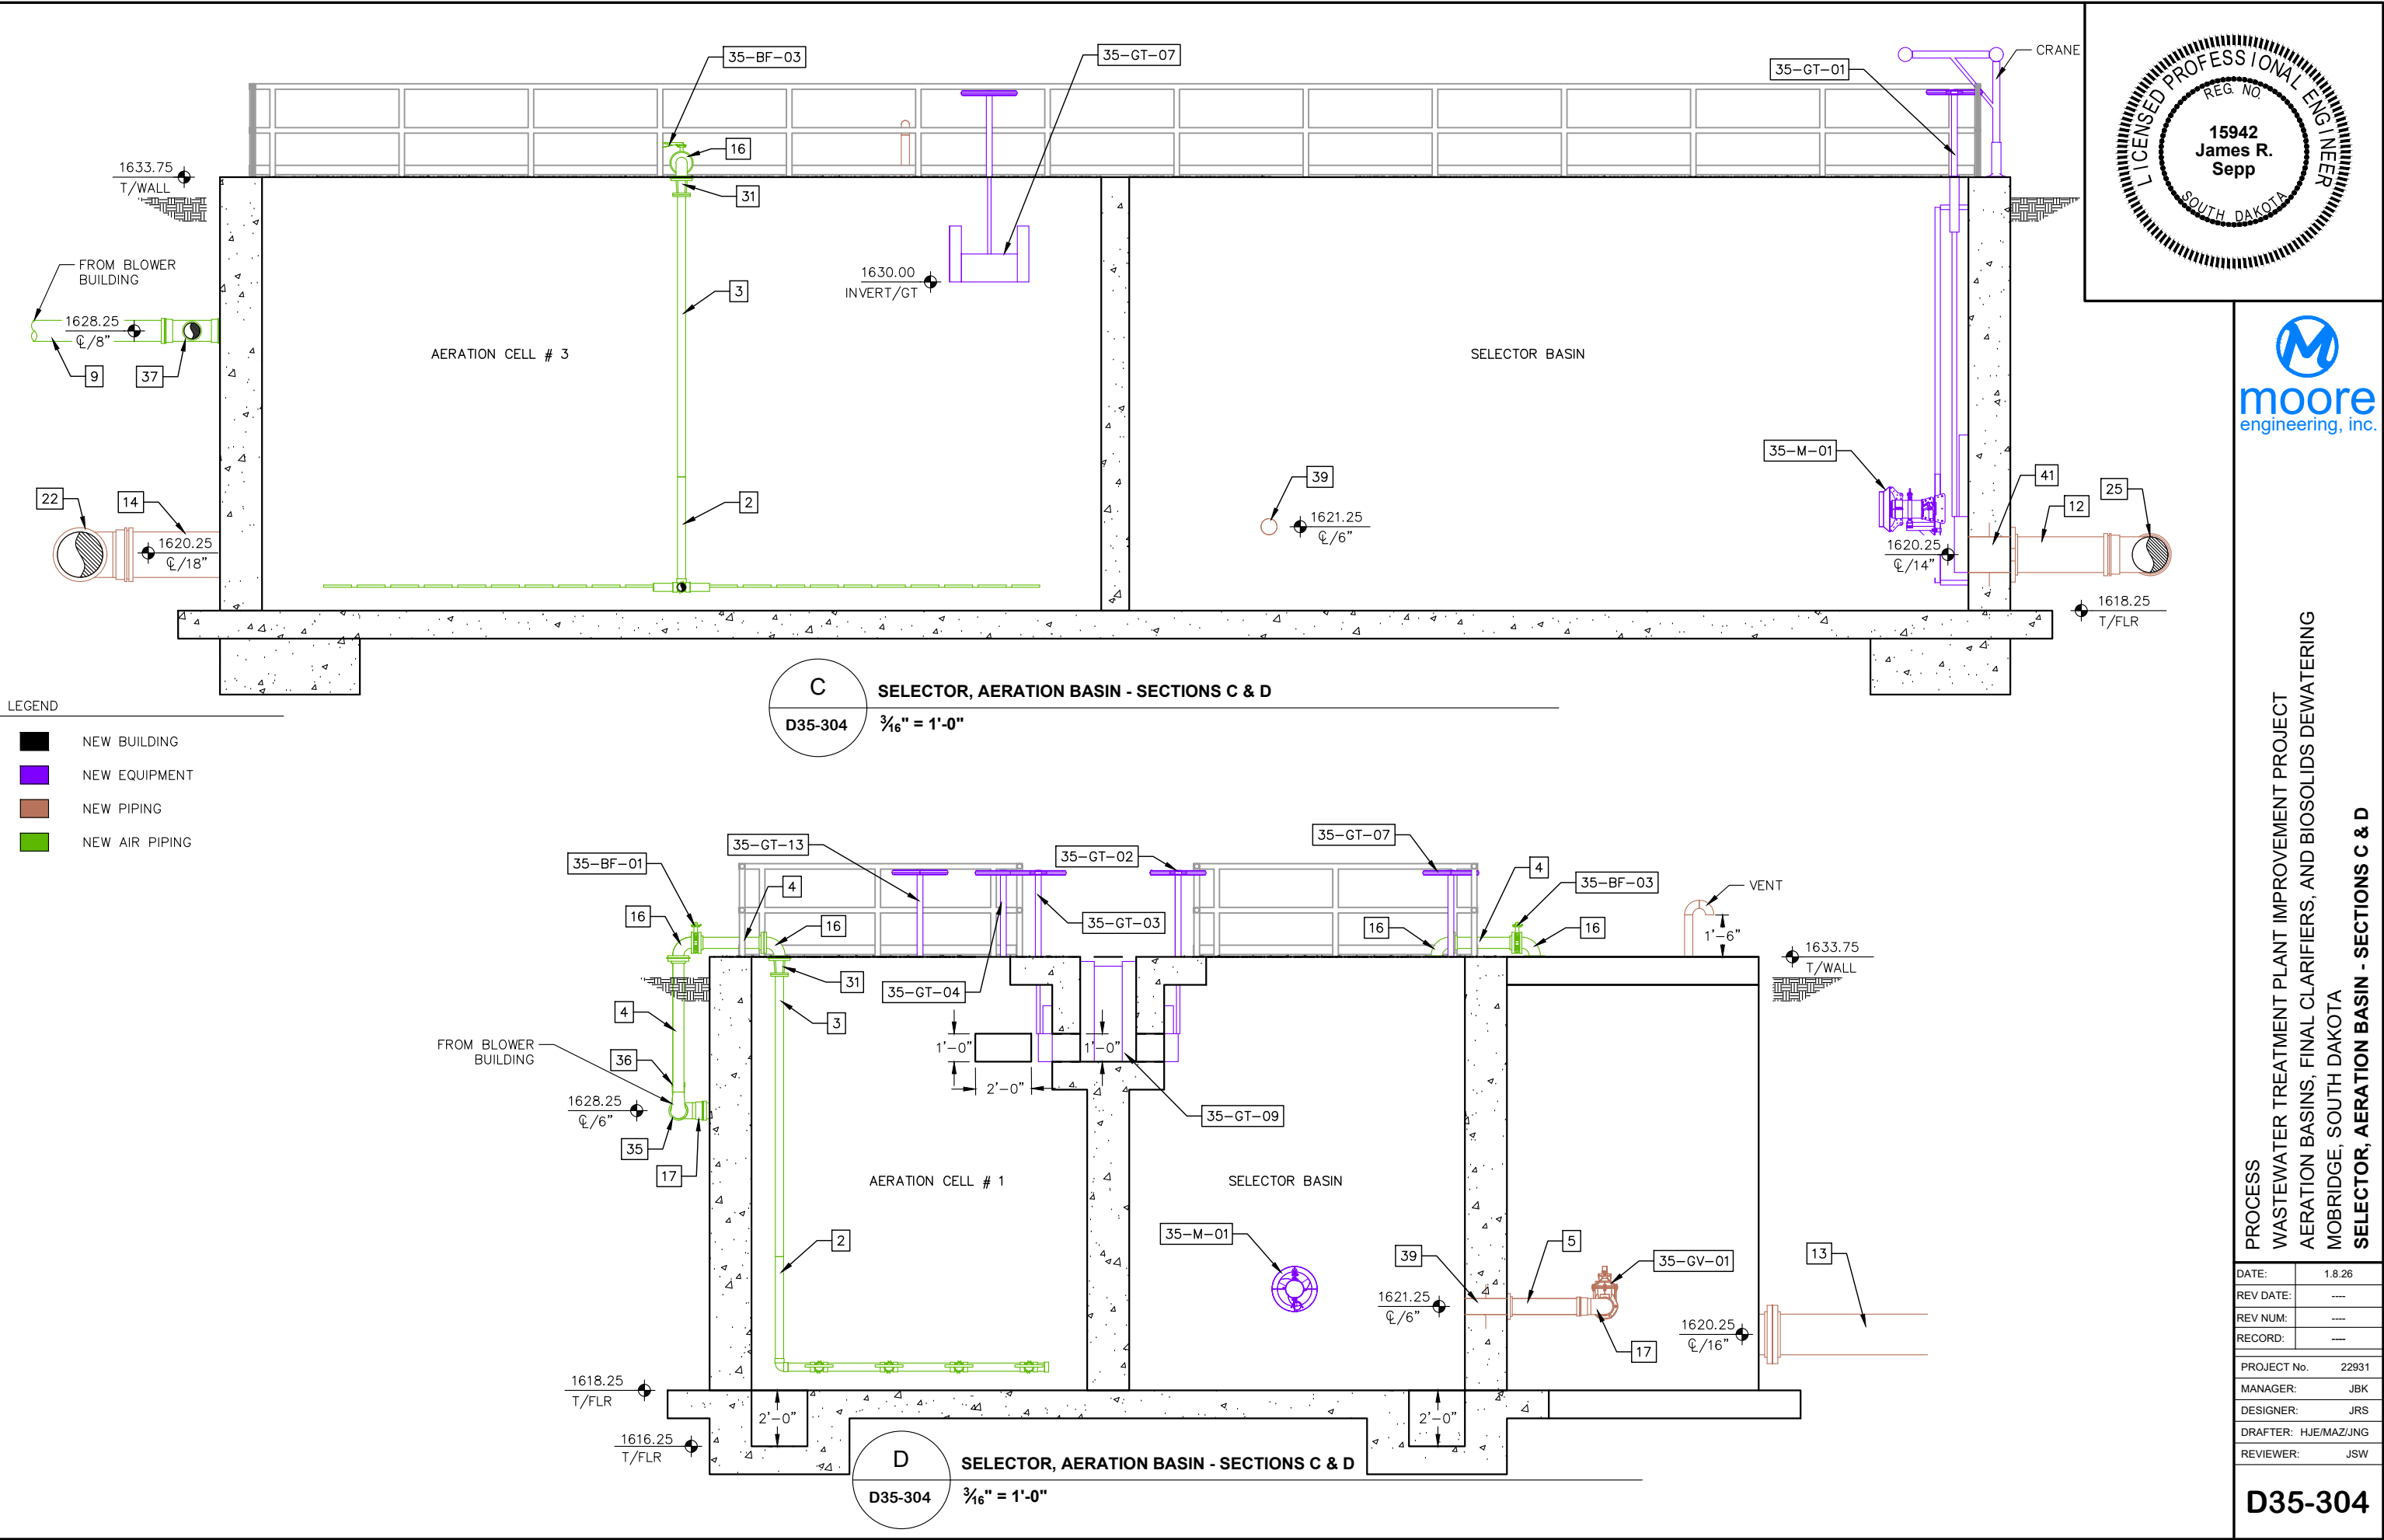 35-BF-03
35-GT-07
35-GT-01
CRANE
16
1633.75
T/WALL
31
FROM BLOWER
BUILDING
1630.00
INVERT/GT
3
1628.25
℄/8"
9
37
AERATION CELL # 3
SELECTOR BASIN
35-M-01
39
41
22
14
2
1621.25
℄/6"
12
25
1620.25
℄/18"
1620.25
℄/14"
1618.25
T/FLR
C
D35-304
SELECTOR, AERATION BASIN - SECTIONS C & D
3/16" = 1'-0"
LEGEND
NEW BUILDING
NEW EQUIPMENT
NEW PIPING
NEW AIR PIPING
35-BF-01
35-GT-13
35-GT-02
35-GT-07
4
4
35-BF-03
VENT
16
16
35-GT-03
16
16
1'-6"
1633.75
T/WALL
31
35-GT-04
4
3
FROM BLOWER
BUILDING
36
1'-0"
1'-0"
2'-0"
1628.25
℄/6"
35-GT-09
35
17
AERATION CELL # 1
SELECTOR BASIN
2
35-M-01
39
5
35-GV-01
13
1621.25
℄/6"
1620.25
℄/16"
17
1618.25
T/FLR
2'-0"
2'-0"
1616.25
T/FLR
D
D35-304
SELECTOR, AERATION BASIN - SECTIONS C & D
3/16" = 1'-0"
LICENSED PROFESSIONAL ENGINEER
REG. NO.
15942
James R.
Sepp
SOUTH DAKOTA
moore
engineering, inc.
PROCESS
WASTEWATER TREATMENT PLANT IMPROVEMENT PROJECT
AERATION BASINS, FINAL CLARIFIERS, AND BIOSOLIDS DEWATERING
MOBRIDGE, SOUTH DAKOTA
SELECTOR, AERATION BASIN - SECTIONS C & D
DATE: 1.8.26
REV DATE: ----
REV NUM: ----
RECORD: ----
PROJECT No. 22931
MANAGER: JBK
DESIGNER: JRS
DRAFTER: HJE/MAZ/JNG
REVIEWER: JSW
D35-304